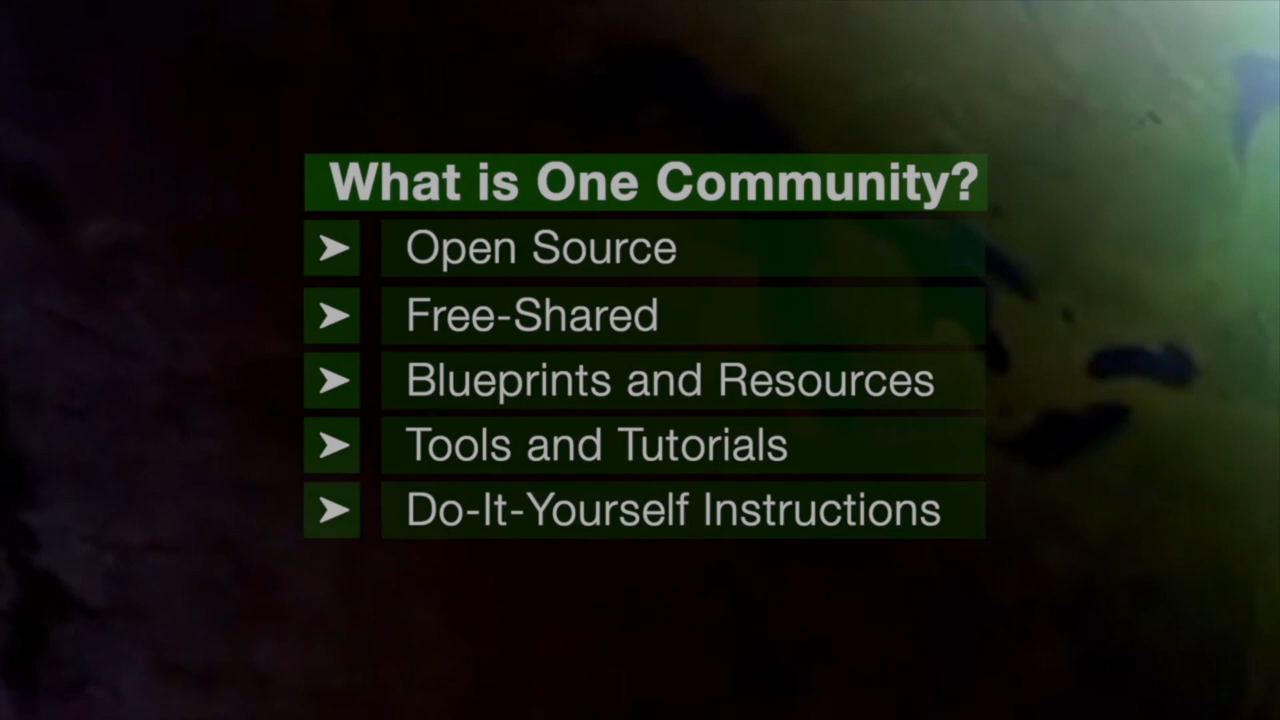 What is One Community?
➤ Open Source
➤ Free-Shared
➤ Blueprints and Resources
➤ Tools and Tutorials
➤ Do-It-Yourself Instructions